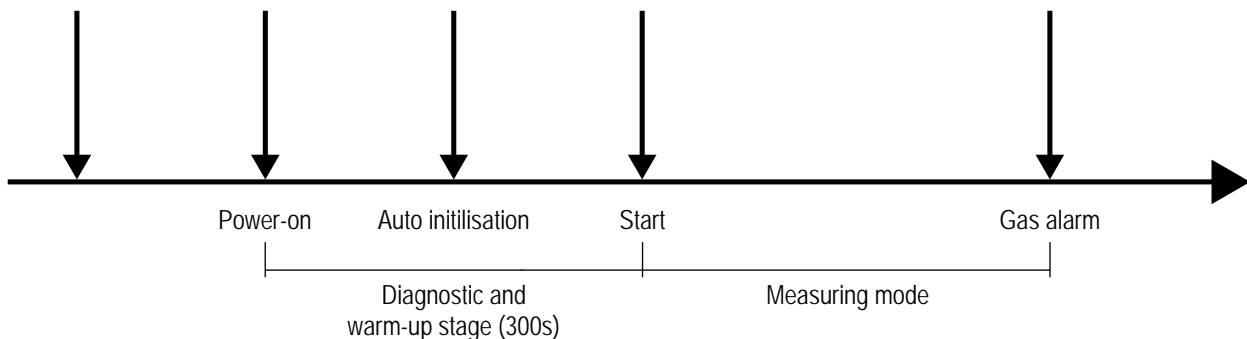 Power-on
Auto initilisation
Start
Gas alarm
Diagnostic and
warm-up stage (300s)
Measuring mode